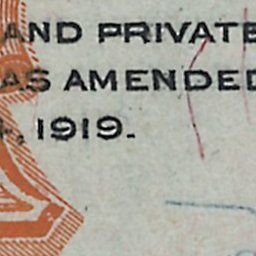 AND PRIVATE
AS AMENDED
, 1919.